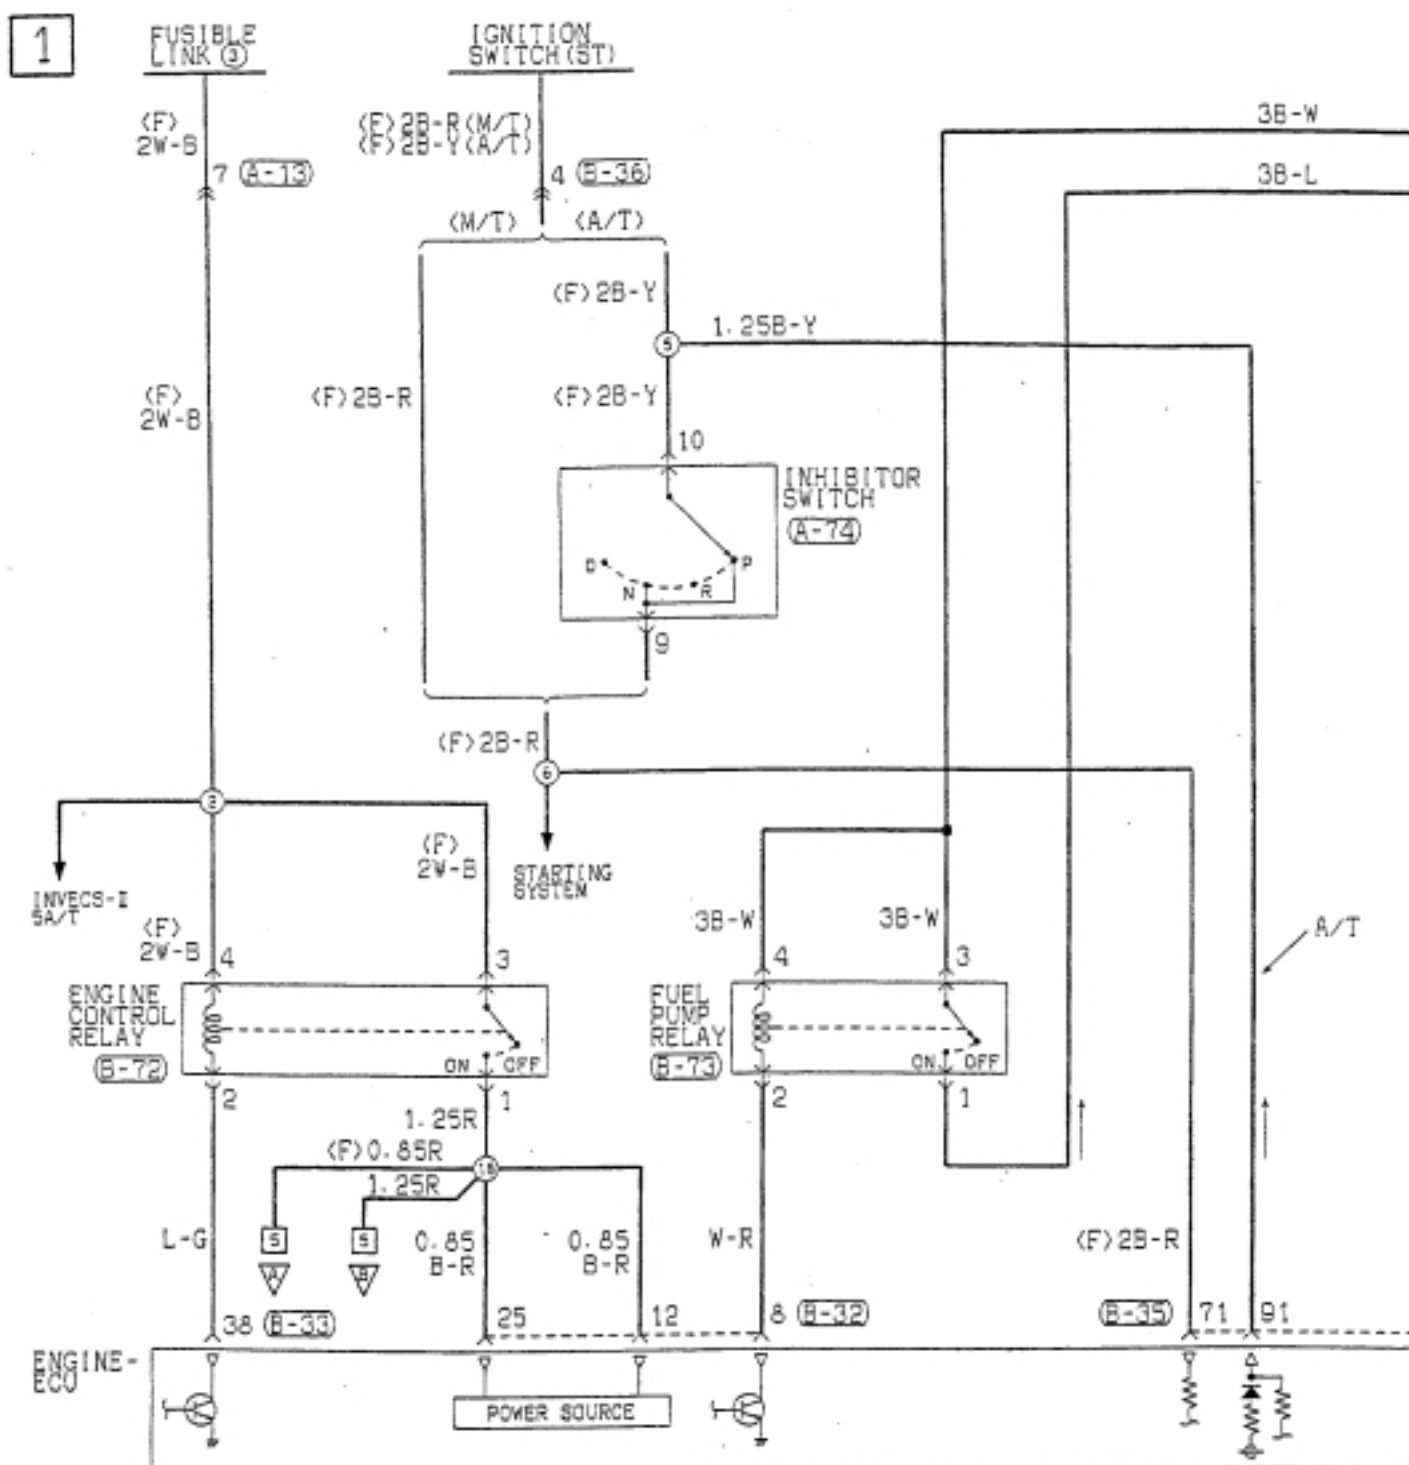 1
FUSIBLE
LINK ③
IGNITION
SWITCH(ST)
(F)
2W-B
(F)2B-R(M/T)
(F)2B-Y(A/T)
3B-W
3B-L
7 A-13
4 B-36
(M/T) (A/T)
(F)2B-Y
1.25B-Y
5
(F)
2W-B
(F)2B-R
(F)2B-Y
10
INHIBITOR
SWITCH
A-74
D
N
R
P
9
(F)2B-R
6
2
(F)
2W-B
STARTING
SYSTEM
INVECS-Ⅱ
5A/T
(F)
2W-B
3B-W
3B-W
A/T
4
3
4
3
ENGINE
CONTROL
RELAY
B-72
ON OFF
FUEL
PUMP
RELAY
B-73
ON OFF
2
1
2
1
1.25R
(F)0.85R
1.25R
L-G
5
5
A
B
0.85
B-R
0.85
B-R
W-R
(F)2B-R
38 B-33
25
12
8 B-32
B-35 71
91
ENGINE-
ECU
POWER SOURCE